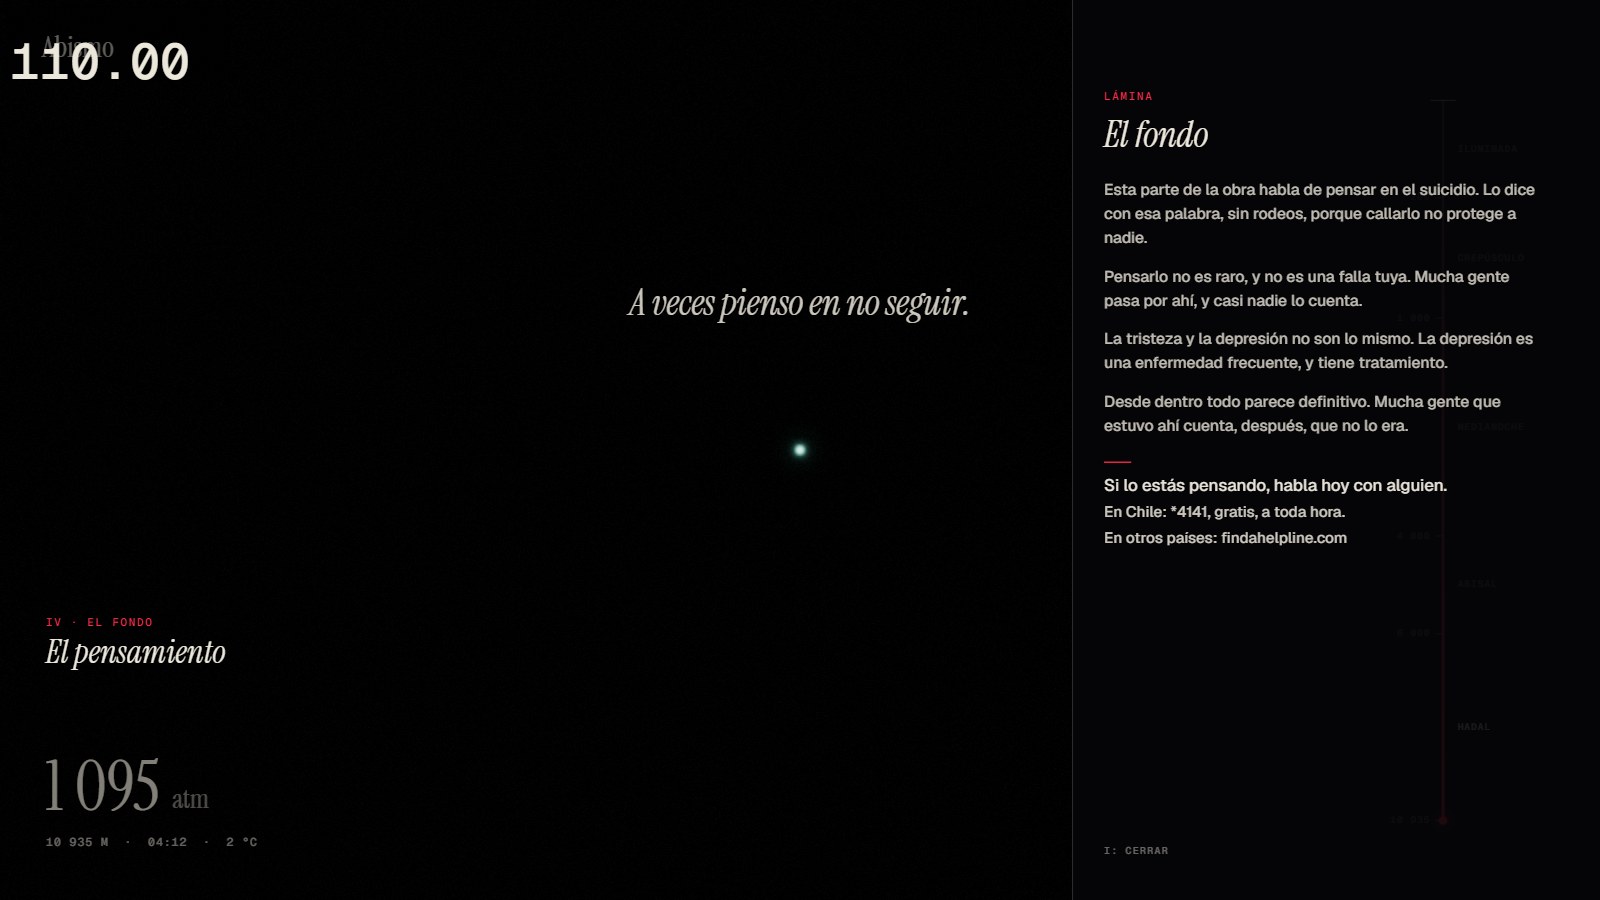 Abismo
110.00
A veces pienso en no seguir.
IV · EL FONDO
El pensamiento
1 095 atm
10 935 M · 04:12 · 2 °C
LÁMINA
El fondo
Esta parte de la obra habla de pensar en el suicidio. Lo dice
con esa palabra, sin rodeos, porque callarlo no protege a
nadie.
Pensarlo no es raro, y no es una falla tuya. Mucha gente
pasa por ahí, y casi nadie lo cuenta.
La tristeza y la depresión no son lo mismo. La depresión es
una enfermedad frecuente, y tiene tratamiento.
Desde dentro todo parece definitivo. Mucha gente que
estuvo ahí cuenta, después, que no lo era.
Si lo estás pensando, habla hoy con alguien.
En Chile: *4141, gratis, a toda hora.
En otros países: findahelpline.com
HADAL
I: CERRAR